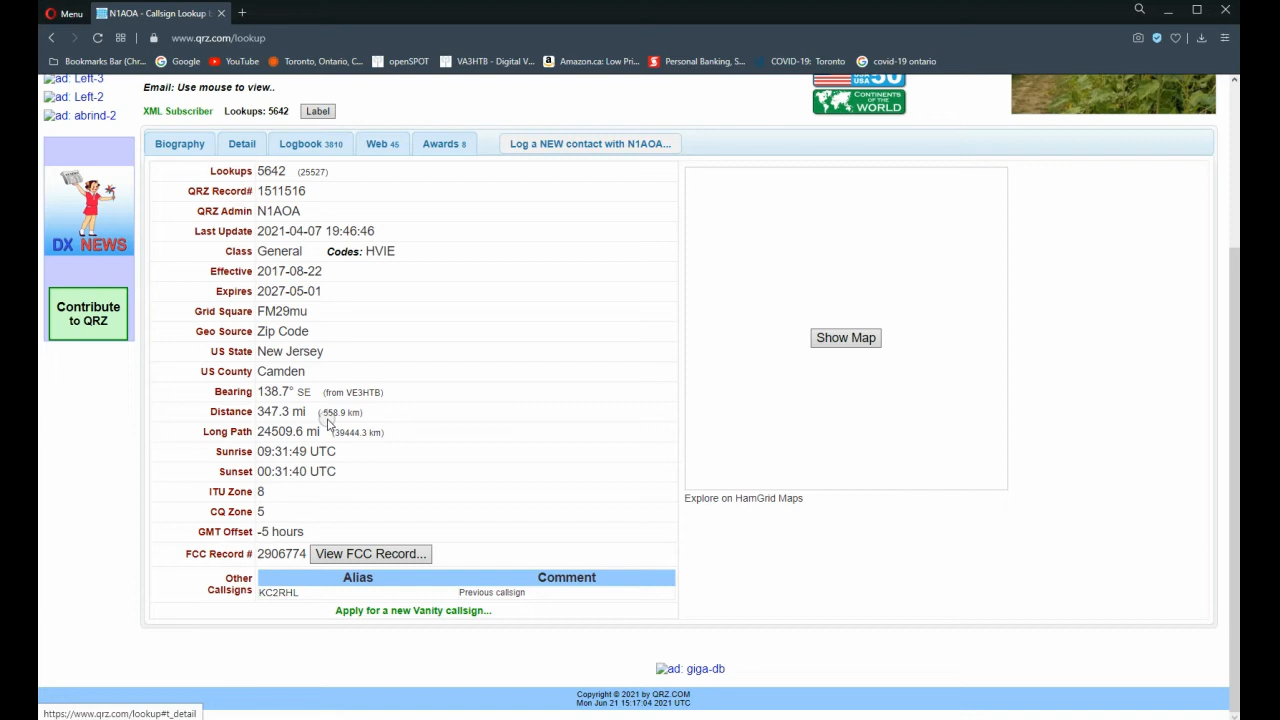 Menu
N1AOA - Callsign Lookup
www.qrz.com/lookup
Bookmarks Bar (Chr...
Google
YouTube
Toronto, Ontario, C...
openSPOT
VA3HTB - Digital V...
Amazon.ca: Low Pri...
Personal Banking, S...
COVID-19: Toronto
covid-19 ontario
ad: Left-3
ad: Left-2
ad: abrind-2
Email: Use mouse to view..
XML Subscriber Lookups: 5642 Label
USA 50
CONTINENTS
OF THE
WORLD
Biography
Detail
Logbook 3810
Web 45
Awards 8
Log a NEW contact with N1AOA...
DX NEWS
Contribute
to QRZ
Lookups 5642 (25527)
QRZ Record# 1511516
QRZ Admin N1AOA
Last Update 2021-04-07 19:46:46
Class General Codes: HVIE
Effective 2017-08-22
Expires 2027-05-01
Grid Square FM29mu
Geo Source Zip Code
US State New Jersey
US County Camden
Bearing 138.7° SE (from VE3HTB)
Distance 347.3 mi (558.9 km)
Long Path 24509.6 mi (39444.3 km)
Sunrise 09:31:49 UTC
Sunset 00:31:40 UTC
ITU Zone 8
CQ Zone 5
GMT Offset -5 hours
FCC Record # 2906774 View FCC Record...
Other
Callsigns
Alias Comment
KC2RHL Previous callsign
Apply for a new Vanity callsign...
Show Map
Explore on HamGrid Maps
ad: giga-db
Copyright © 2021 by QRZ.COM
Mon Jun 21 15:17:04 2021 UTC
https://www.qrz.com/lookup#t_detail